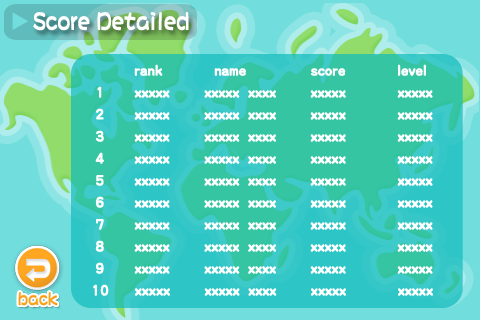 Score Detailed
rank name score level
1 xxxxx xxxxx xxxx xxxxx xxxxx
2 xxxxx xxxxx xxxx xxxxx xxxxx
3 xxxxx xxxxx xxxx xxxxx xxxxx
4 xxxxx xxxxx xxxx xxxxx xxxxx
5 xxxxx xxxxx xxxx xxxxx xxxxx
6 xxxxx xxxxx xxxx xxxxx xxxxx
7 xxxxx xxxxx xxxx xxxxx xxxxx
8 xxxxx xxxxx xxxx xxxxx xxxxx
9 xxxxx xxxxx xxxx xxxxx xxxxx
10 xxxxx xxxxx xxxx xxxxx xxxxx
back